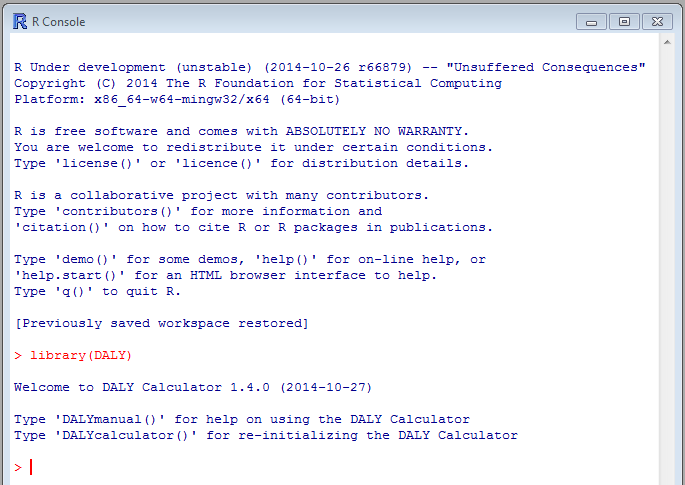 R Console
R Under development (unstable) (2014-10-26 r66879) -- "Unsuffered Consequences"
Copyright (C) 2014 The R Foundation for Statistical Computing
Platform: x86_64-w64-mingw32/x64 (64-bit)
R is free software and comes with ABSOLUTELY NO WARRANTY.
You are welcome to redistribute it under certain conditions.
Type 'license()' or 'licence()' for distribution details.
R is a collaborative project with many contributors.
Type 'contributors()' for more information and
'citation()' on how to cite R or R packages in publications.
Type 'demo()' for some demos, 'help()' for on-line help, or
'help.start()' for an HTML browser interface to help.
Type 'q()' to quit R.
[Previously saved workspace restored]
> library(DALY)
Welcome to DALY Calculator 1.4.0 (2014-10-27)
Type 'DALYmanual()' for help on using the DALY Calculator
Type 'DALYcalculator()' for re-initializing the DALY Calculator
>